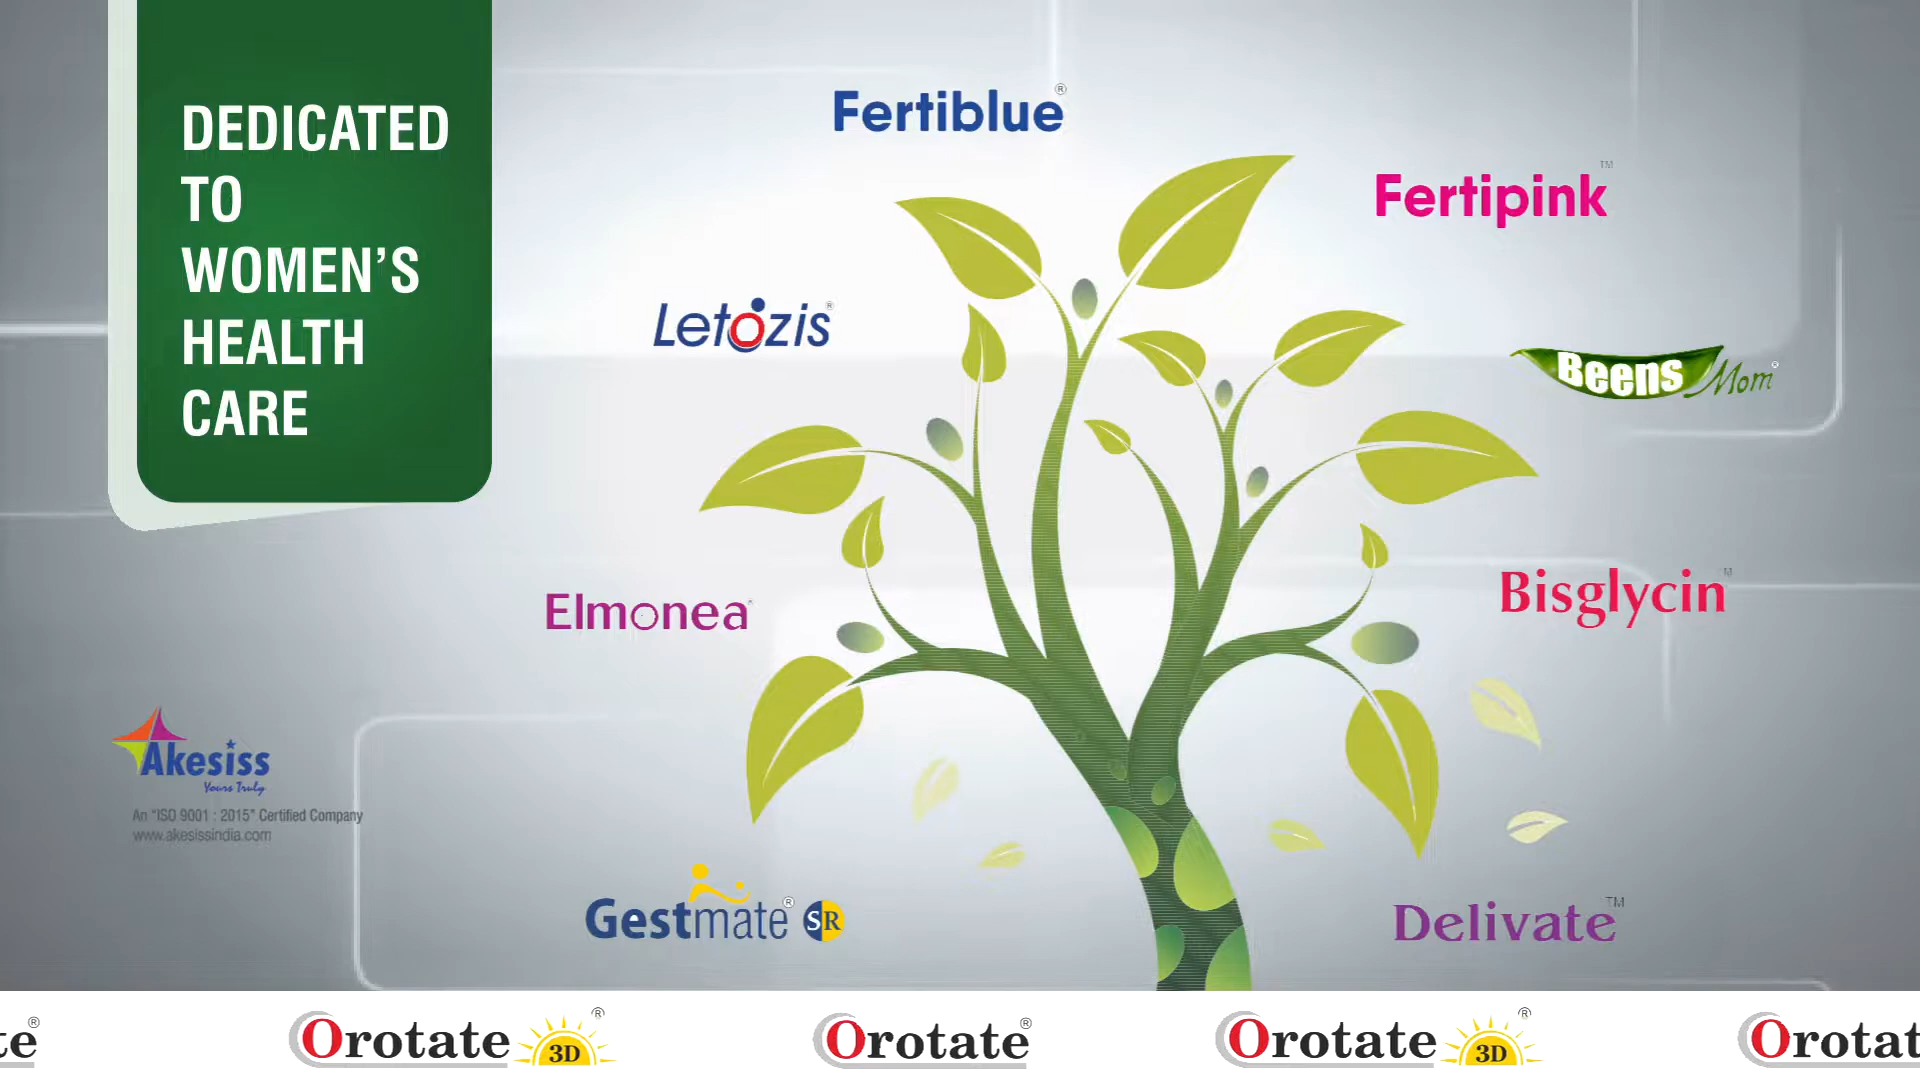 DEDICATED
TO
WOMEN'S
HEALTH
CARE
Fertiblue®
Fertipink™
Letozis®
Beens Mom®
Elmonea
Bisglycin™
Akesiss
Yours Truly
An "ISO 9001 : 2015" Certified Company
www.akesissindia.com
Gestmate® SR
Delivate™
te® Orotate 3D® Orotate® Orotate 3D® Orotat